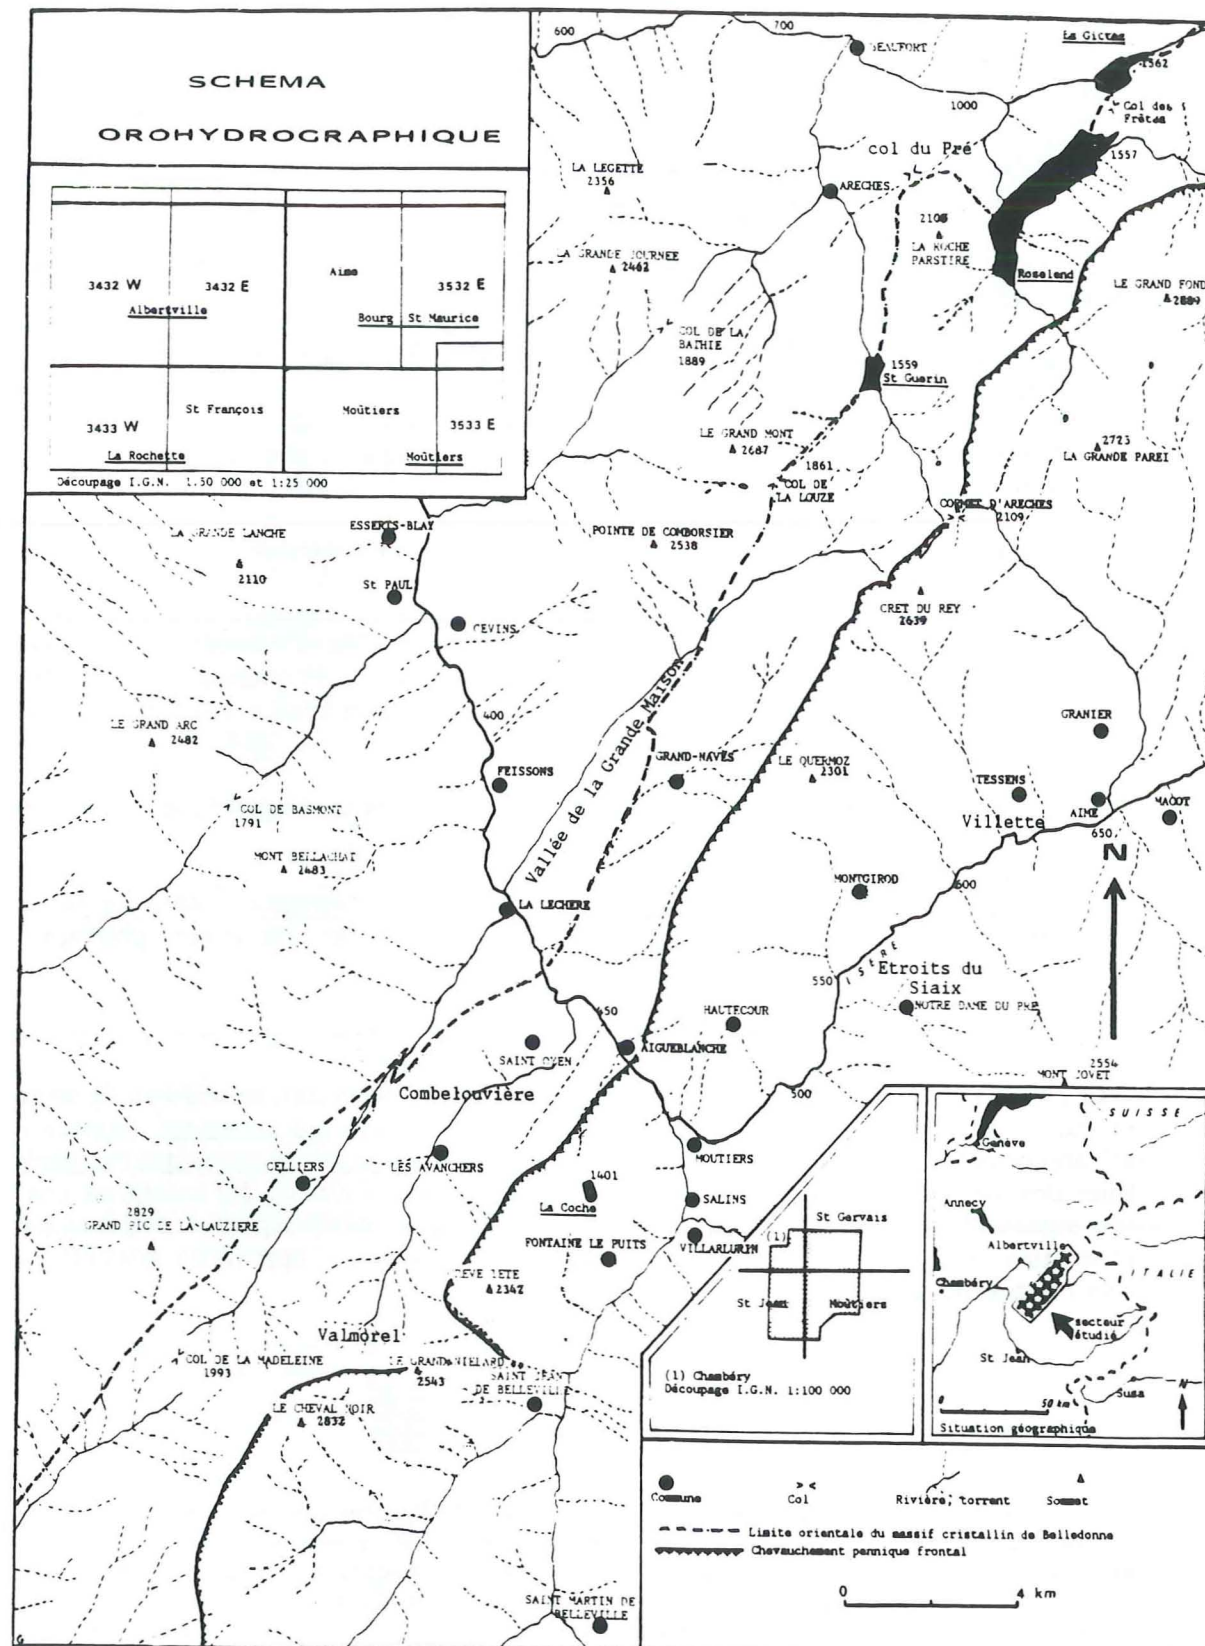 SCHEMA
OROHYDROGRAPHIQUE
3432 W
Albertville
3432 E
Aime
3532 E
Bourg St Maurice
3433 W
La Rochette
St François
Moûtiers
3533 E
Moûtiers
Découpage I.G.N. 1.50 000 et 1:25 000
600
700
BEAUFORT
La Gittaz
1562
1000
Col des
Frêtes
col du Pré
1557
LA LEGETTE
2356
ARECHES
LA ROCHE
PARSTIRE
Roselend
LA GRANDE JOURNEE
2462
LE GRAND FOND
2889
COL DE LA
BATHIE
1889
1559
St Guerin
LE GRAND MONT
2687
1861
COL DE
LA LOUZE
2723
LA GRANDE PAREI
CORMET D'ARECHES
2109
ESSERTS-BLAY
LA GRANDE LANCHE
2110
POINTE DE COMBORSIER
2538
St PAUL
CEVINS
CRET DU REY
2639
400
LE GRAND ARC
2482
Vallée de la Grande Maison
GRANIER
FEISSONS
GRAND-NAVES
LE QUERMOZ
2301
TESSENS
AIME
MACOT
Villette
650
N
COL DE BASMONT
1791
MONT BELLACHAT
2483
MONTGIROD
600
LA LECHERE
ISERE
550
Etroits du
Siaix
NOTRE DAME DU PRE
450
HAUTECOUR
SAINT OYEN
AIGUEBLANCHE
2554
MONT JOVET
Combelouvière
500
CELLIERS
LES AVANCHERS
MOUTIERS
1401
La Coche
SALINS
2829
GRAND PIC DE LA LAUZIERE
FONTAINE LE PUITS
VILLARLURIN
CREVE TETE
2342
Valmorel
COL DE LA MADELEINE
1993
LE GRAND NIELARD
2543
SAINT JEAN
DE BELLEVILLE
LE CHEVAL NOIR
2832
SAINT MARTIN DE
BELLEVILLE
St Gervais
(1)
St Jean
Moûtiers
(1) Chambéry
Découpage I.G.N. 1:100 000
SUISSE
Genève
Annecy
Albertville
ITALIE
Chambéry
secteur
étudié
St Jean
Susa
N
0
50 km
Situation géographique
Commune
Col
Rivière, torrent
Sommet
Limite orientale du massif cristallin de Belledonne
Chevauchement pennique frontal
0
4 km